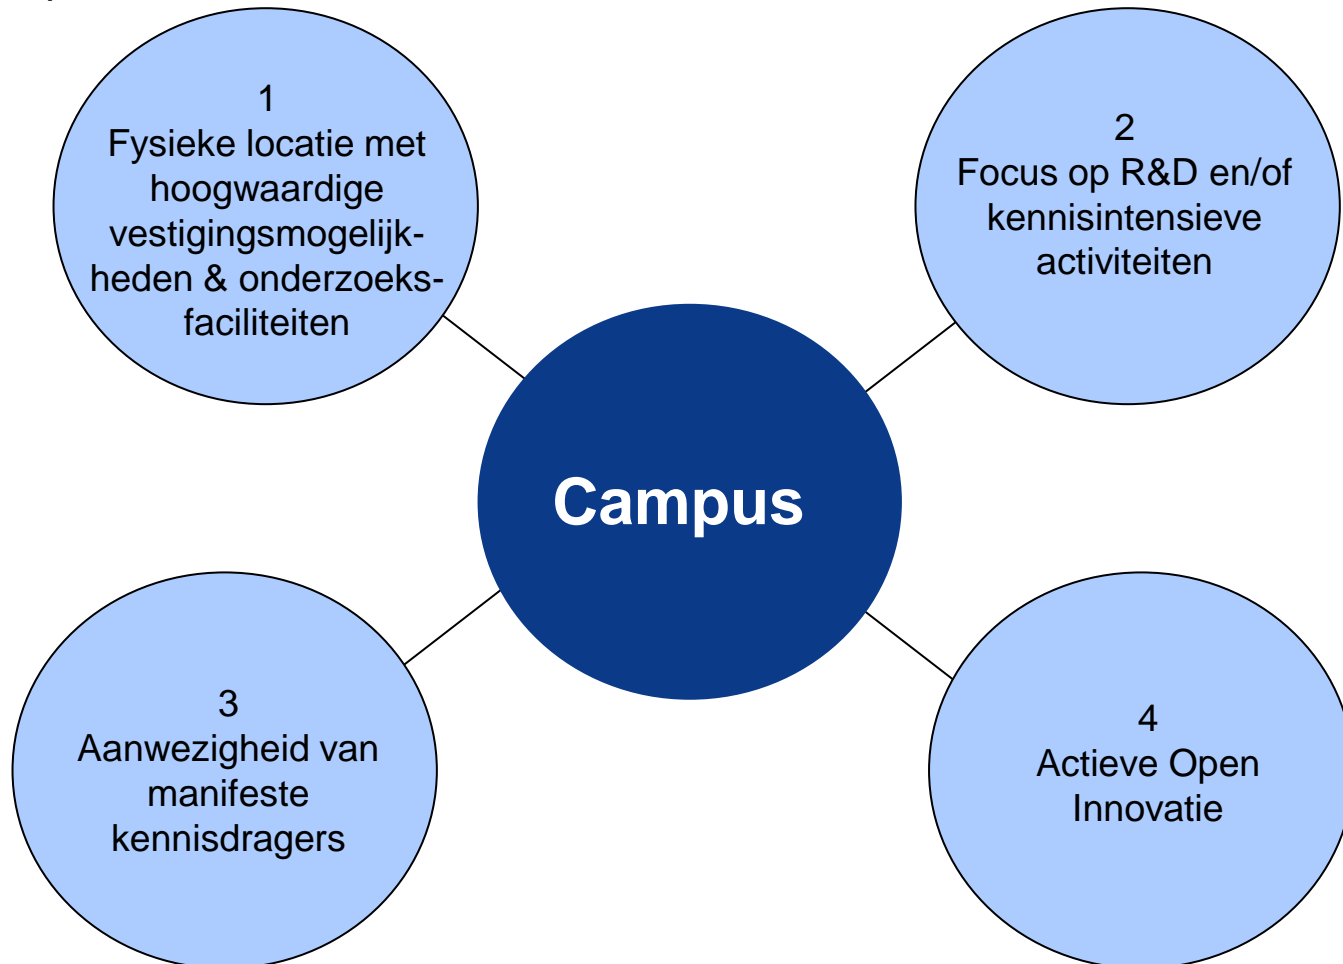 1
Fysieke locatie met
hoogwaardige
vestigingsmogelijk-
heden & onderzoeks-
faciliteiten
2
Focus op R&D en/of
kennisintensieve
activiteiten
Campus
3
Aanwezigheid van
manifeste
kennisdragers
4
Actieve Open
Innovatie